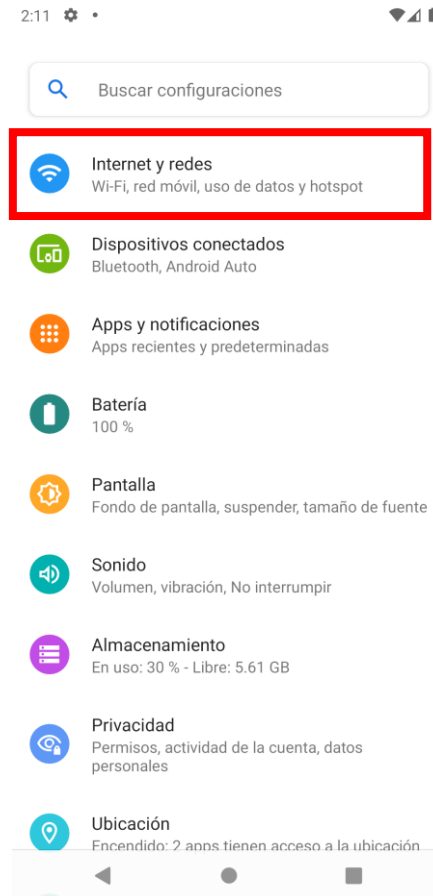 2:11
Buscar configuraciones
Internet y redes
Wi-Fi, red móvil, uso de datos y hotspot
Dispositivos conectados
Bluetooth, Android Auto
Apps y notificaciones
Apps recientes y predeterminadas
Batería
100 %
Pantalla
Fondo de pantalla, suspender, tamaño de fuente
Sonido
Volumen, vibración, No interrumpir
Almacenamiento
En uso: 30 % - Libre: 5.61 GB
Privacidad
Permisos, actividad de la cuenta, datos
personales
Ubicación
Encendido: 2 apps tienen acceso a la ubicación